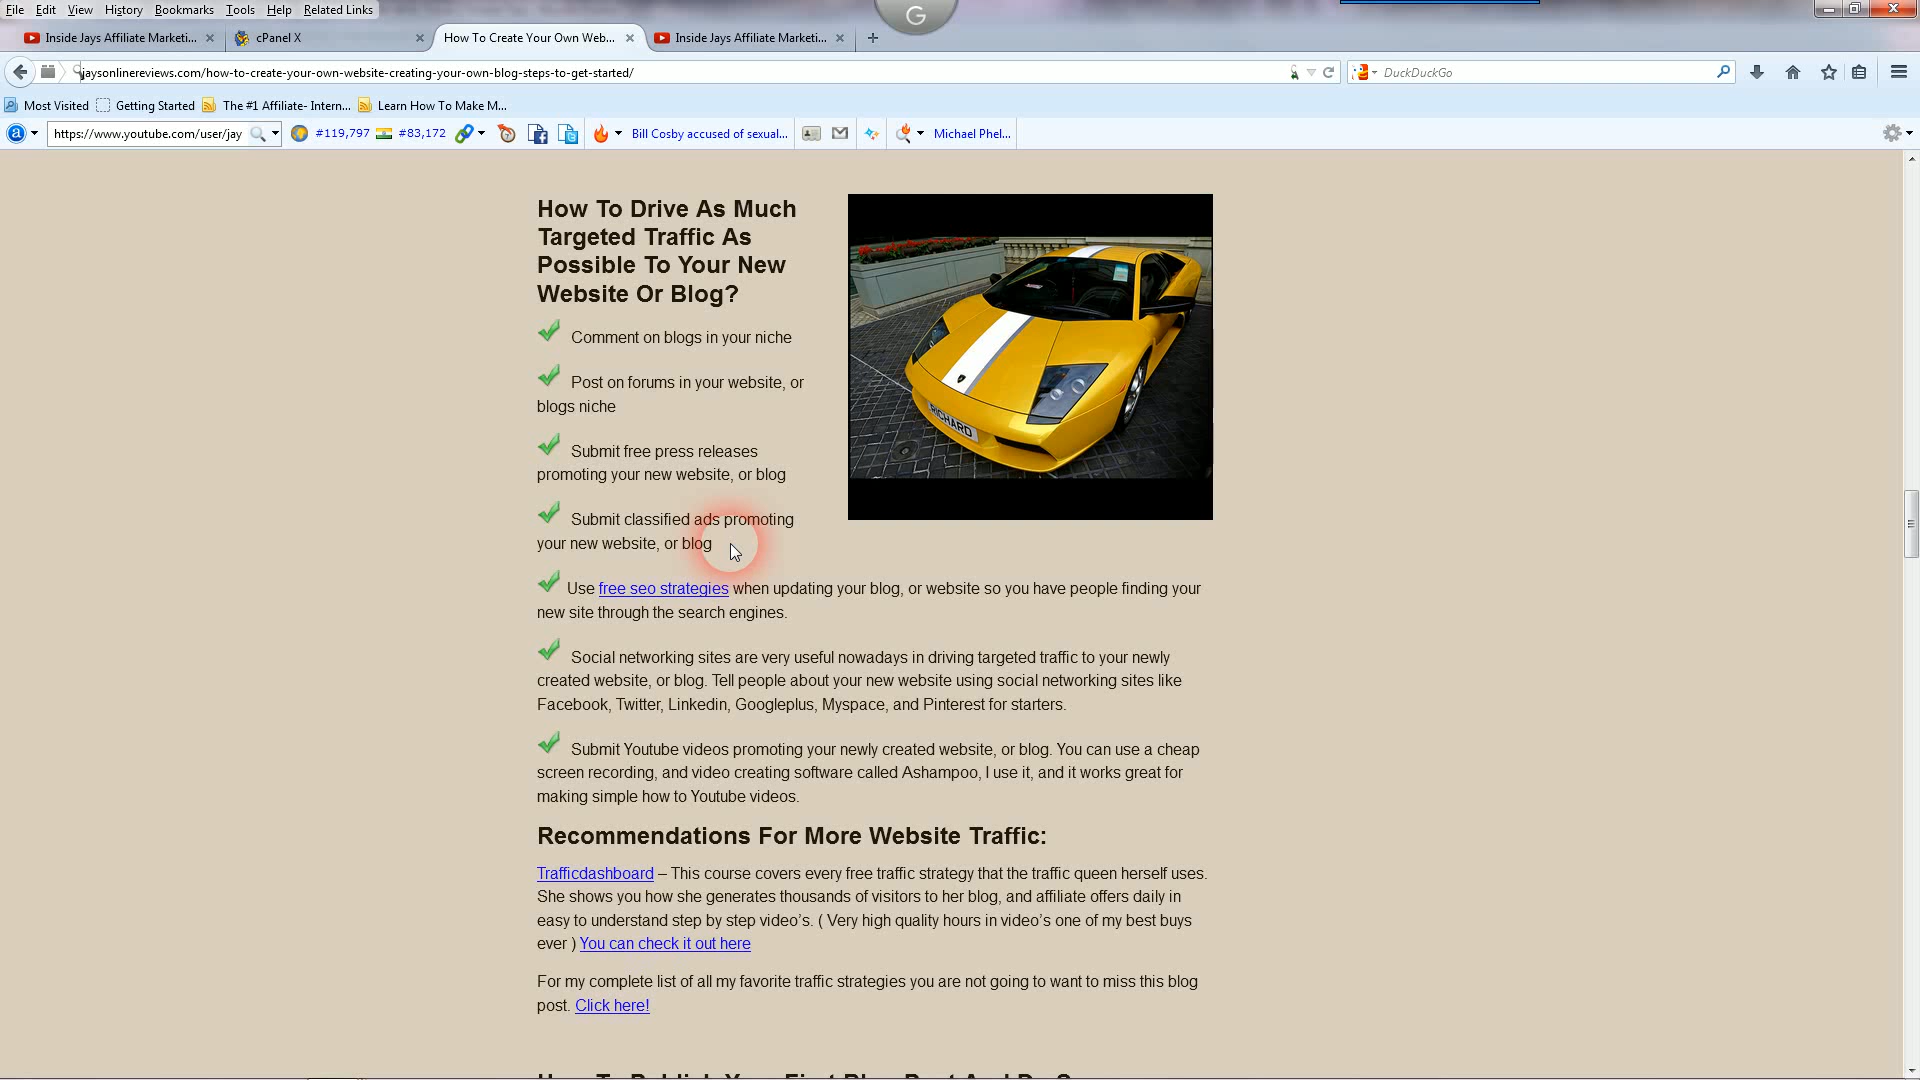 File Edit View History Bookmarks Tools Help Related Links
G
Inside Jays Affiliate Marketi... cPanel X How To Create Your Own Web... Inside Jays Affiliate Marketi...
jaysonlinereviews.com/how-to-create-your-own-website-creating-your-own-blog-steps-to-get-started/ DuckDuckGo
Most Visited Getting Started The #1 Affiliate- Intern... Learn How To Make M...
https://www.youtube.com/user/jay #119,797 #83,172 Bill Cosby accused of sexual... Michael Phel...
How To Drive As Much
Targeted Traffic As
Possible To Your New
Website Or Blog?
Comment on blogs in your niche
Post on forums in your website, or
blogs niche
RICHARD
Submit free press releases
promoting your new website, or blog
Submit classified ads promoting
your new website, or blog
Use free seo strategies when updating your blog, or website so you have people finding your
new site through the search engines.
Social networking sites are very useful nowadays in driving targeted traffic to your newly
created website, or blog. Tell people about your new website using social networking sites like
Facebook, Twitter, Linkedin, Googleplus, Myspace, and Pinterest for starters.
Submit Youtube videos promoting your newly created website, or blog. You can use a cheap
screen recording, and video creating software called Ashampoo, I use it, and it works great for
making simple how to Youtube videos.
Recommendations For More Website Traffic:
Trafficdashboard – This course covers every free traffic strategy that the traffic queen herself uses.
She shows you how she generates thousands of visitors to her blog, and affiliate offers daily in
easy to understand step by step video’s. ( Very high quality hours in video’s one of my best buys
ever ) You can check it out here
For my complete list of all my favorite traffic strategies you are not going to want to miss this blog
post. Click here!